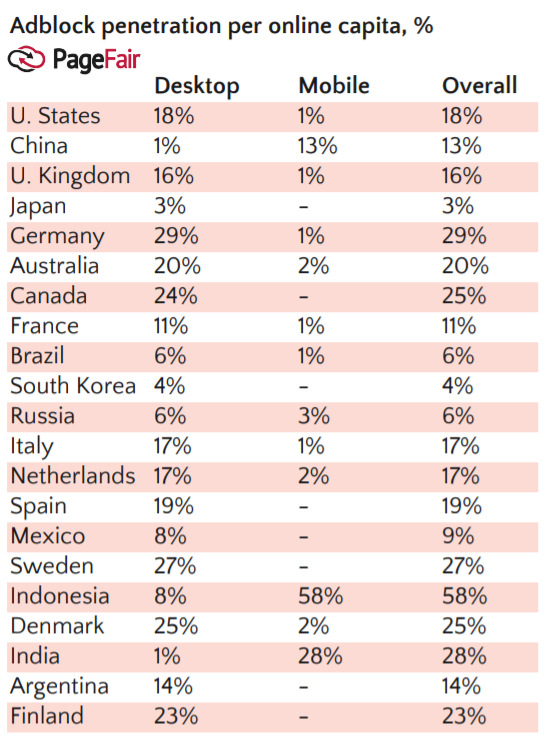 Adblock penetration per online capita, %
PageFair
Desktop Mobile Overall
U. States 18% 1% 18%
China 1% 13% 13%
U. Kingdom 16% 1% 16%
Japan 3% – 3%
Germany 29% 1% 29%
Australia 20% 2% 20%
Canada 24% – 25%
France 11% 1% 11%
Brazil 6% 1% 6%
South Korea 4% – 4%
Russia 6% 3% 6%
Italy 17% 1% 17%
Netherlands 17% 2% 17%
Spain 19% – 19%
Mexico 8% – 9%
Sweden 27% – 27%
Indonesia 8% 58% 58%
Denmark 25% 2% 25%
India 1% 28% 28%
Argentina 14% – 14%
Finland 23% – 23%